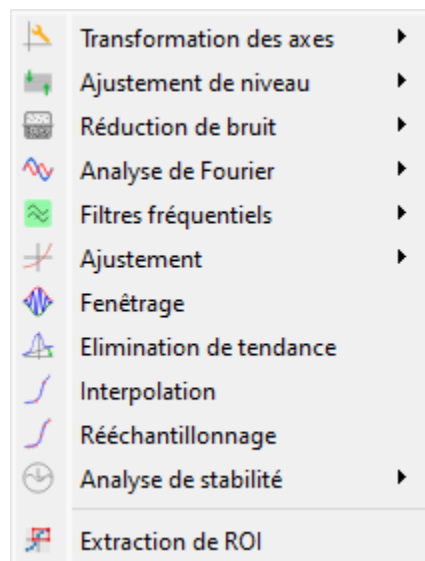 Transformation des axes
Ajustement de niveau
Réduction de bruit
Analyse de Fourier
Filtres fréquentiels
Ajustement
Fenêtrage
Elimination de tendance
Interpolation
Rééchantillonnage
Analyse de stabilité
Extraction de ROI